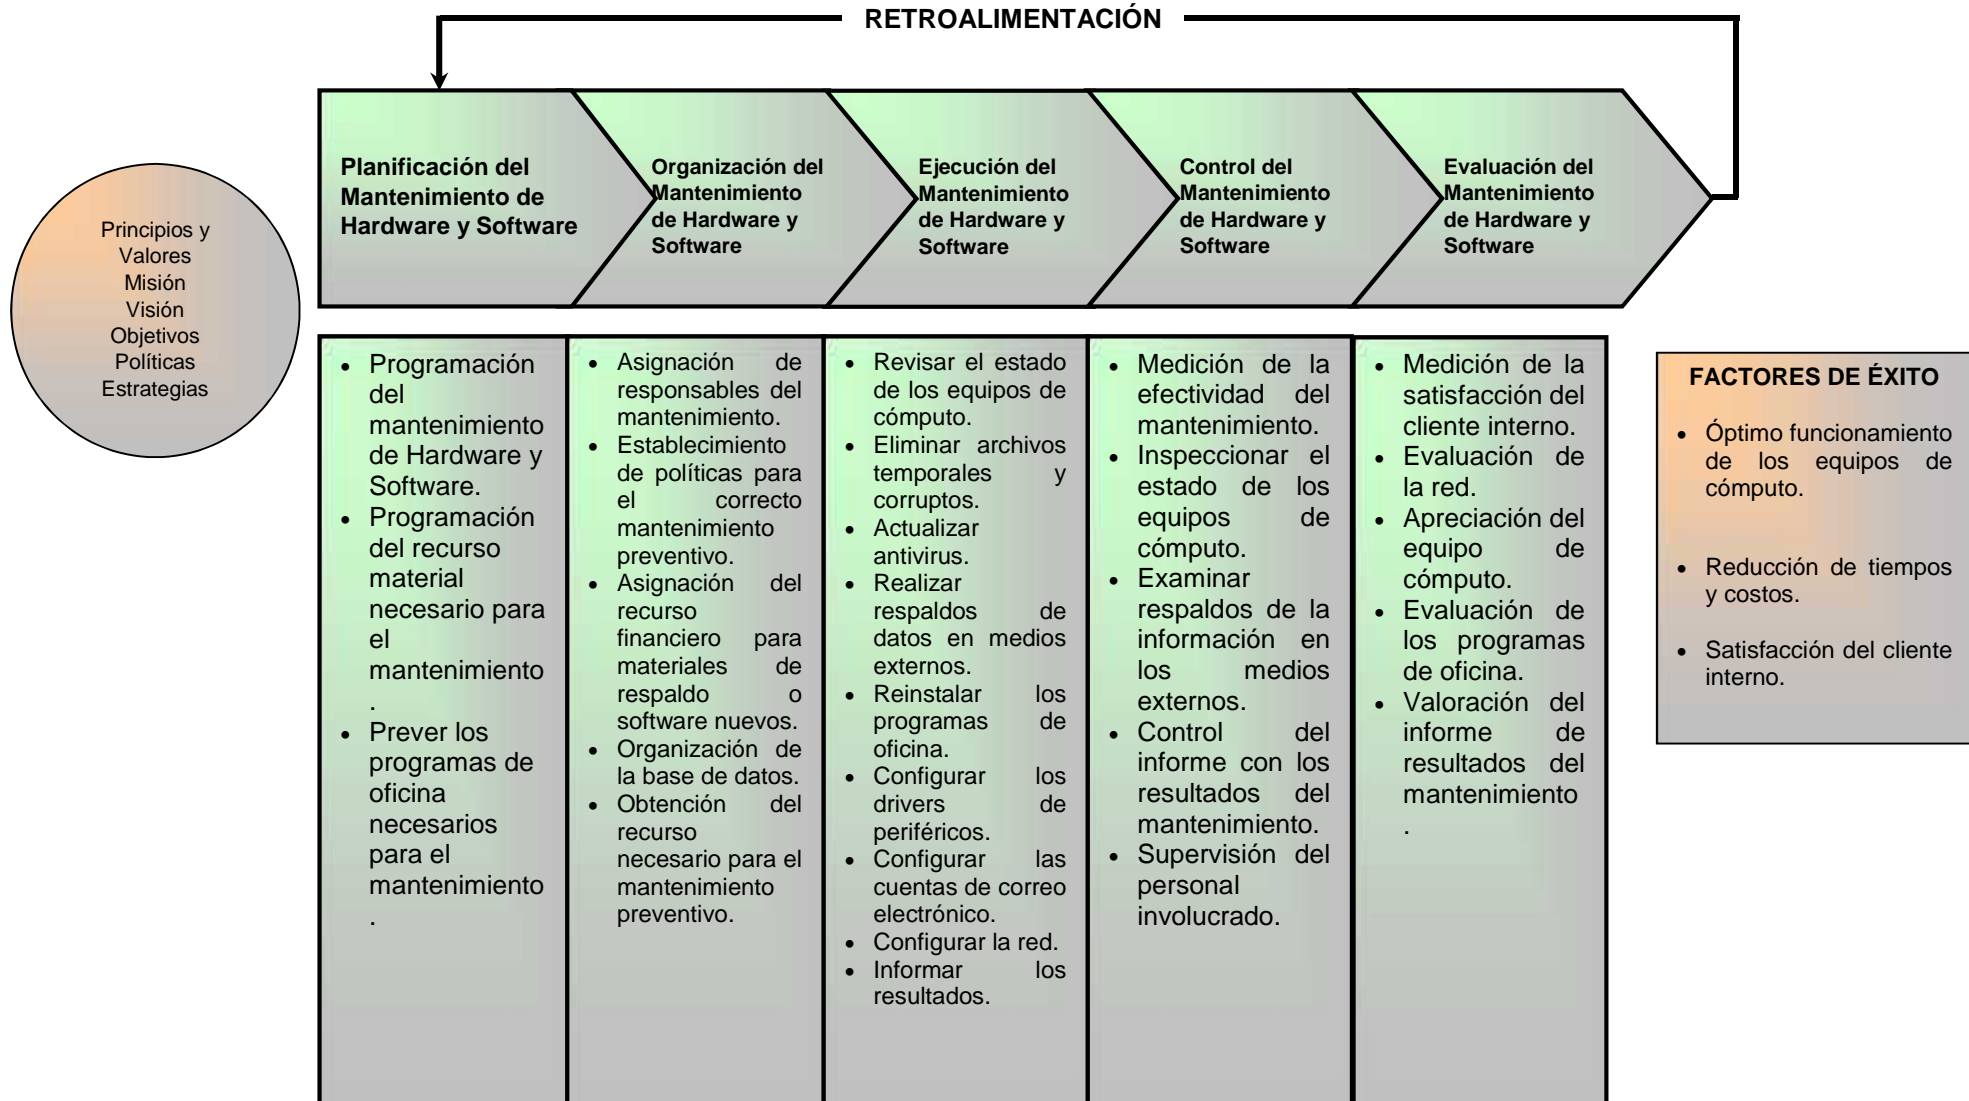 RETROALIMENTACIÓN
Principios y
Valores
Misión
Visión
Objetivos
Políticas
Estrategias
Planificación del
Mantenimiento de
Hardware y Software
Organización del
Mantenimiento
de Hardware y
Software
Ejecución del
Mantenimiento
de Hardware y
Software
Control del
Mantenimiento
de Hardware y
Software
Evaluación del
Mantenimiento
de Hardware y
Software
• Programación
del
mantenimiento
de Hardware y
Software.
• Programación
del recurso
material
necesario para
el
mantenimiento
.
• Prever los
programas de
oficina
necesarios
para el
mantenimiento
.
• Asignación de
responsables del
mantenimiento.
• Establecimiento
de políticas para
el correcto
mantenimiento
preventivo.
• Asignación del
recurso
financiero para
materiales de
respaldo o
software nuevos.
• Organización de
la base de datos.
• Obtención del
recurso
necesario para el
mantenimiento
preventivo.
• Revisar el estado
de los equipos de
cómputo.
• Eliminar archivos
temporales y
corruptos.
• Actualizar
antivirus.
• Realizar
respaldos de
datos en medios
externos.
• Reinstalar los
programas de
oficina.
• Configurar los
drivers de
periféricos.
• Configurar las
cuentas de correo
electrónico.
• Configurar la red.
• Informar los
resultados.
• Medición de la
efectividad del
mantenimiento.
• Inspeccionar el
estado de los
equipos de
cómputo.
• Examinar
respaldos de la
información en
los medios
externos.
• Control del
informe con los
resultados del
mantenimiento.
• Supervisión del
personal
involucrado.
• Medición de la
satisfacción del
cliente interno.
• Evaluación de
la red.
• Apreciación del
equipo de
cómputo.
• Evaluación de
los programas
de oficina.
• Valoración del
informe de
resultados del
mantenimiento
.
FACTORES DE ÉXITO
• Óptimo funcionamiento
de los equipos de
cómputo.
• Reducción de tiempos
y costos.
• Satisfacción del cliente
interno.